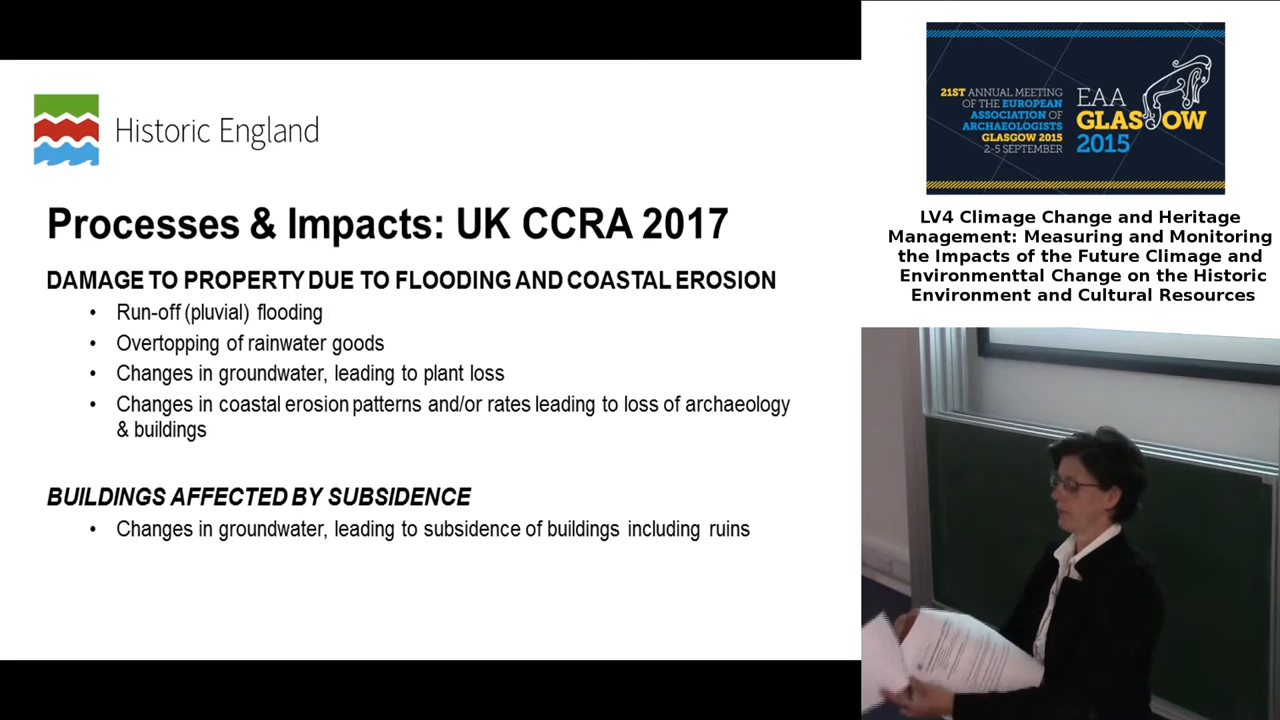 Historic England
Processes & Impacts: UK CCRA 2017
DAMAGE TO PROPERTY DUE TO FLOODING AND COASTAL EROSION
• Run-off (pluvial) flooding
• Overtopping of rainwater goods
• Changes in groundwater, leading to plant loss
• Changes in coastal erosion patterns and/or rates leading to loss of archaeology
& buildings
BUILDINGS AFFECTED BY SUBSIDENCE
• Changes in groundwater, leading to subsidence of buildings including ruins
21ST ANNUAL MEETING
OF THE EUROPEAN
ASSOCIATION OF
ARCHAEOLOGISTS
GLASGOW 2015
2-5 SEPTEMBER
EAA
GLASGOW
2015
LV4 Climage Change and Heritage
Management: Measuring and Monitoring
the Impacts of the Future Climage and
Environmenttal Change on the Historic
Environment and Cultural Resources